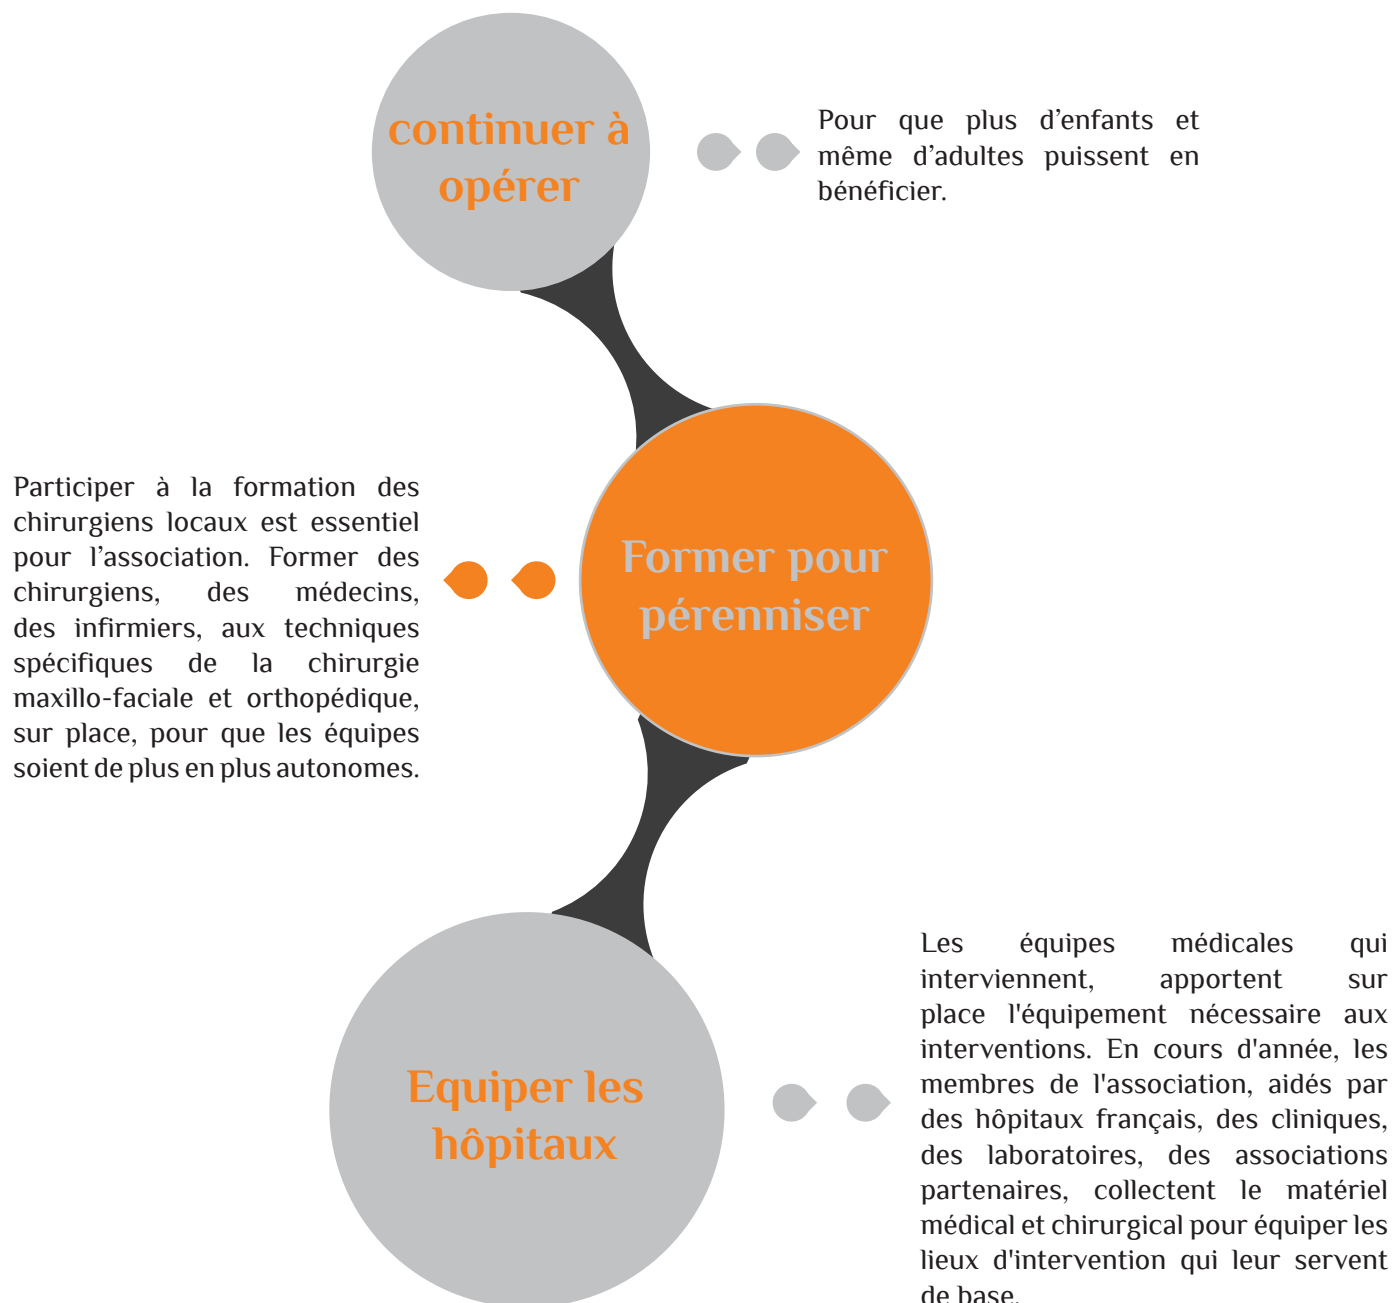 continuer à
opérer
Pour que plus d’enfants et
même d’adultes puissent en
bénéficier.
Former pour
pérenniser
Participer à la formation des
chirurgiens locaux est essentiel
pour l’association. Former des
chirurgiens, des médecins,
des infirmiers, aux techniques
spécifiques de la chirurgie
maxillo-faciale et orthopédique,
sur place, pour que les équipes
soient de plus en plus autonomes.
Equiper les
hôpitaux
Les équipes médicales qui
interviennent, apportent sur
place l'équipement nécessaire aux
interventions. En cours d'année, les
membres de l'association, aidés par
des hôpitaux français, des cliniques,
des laboratoires, des associations
partenaires, collectent le matériel
médical et chirurgical pour équiper les
lieux d'intervention qui leur servent
de base.